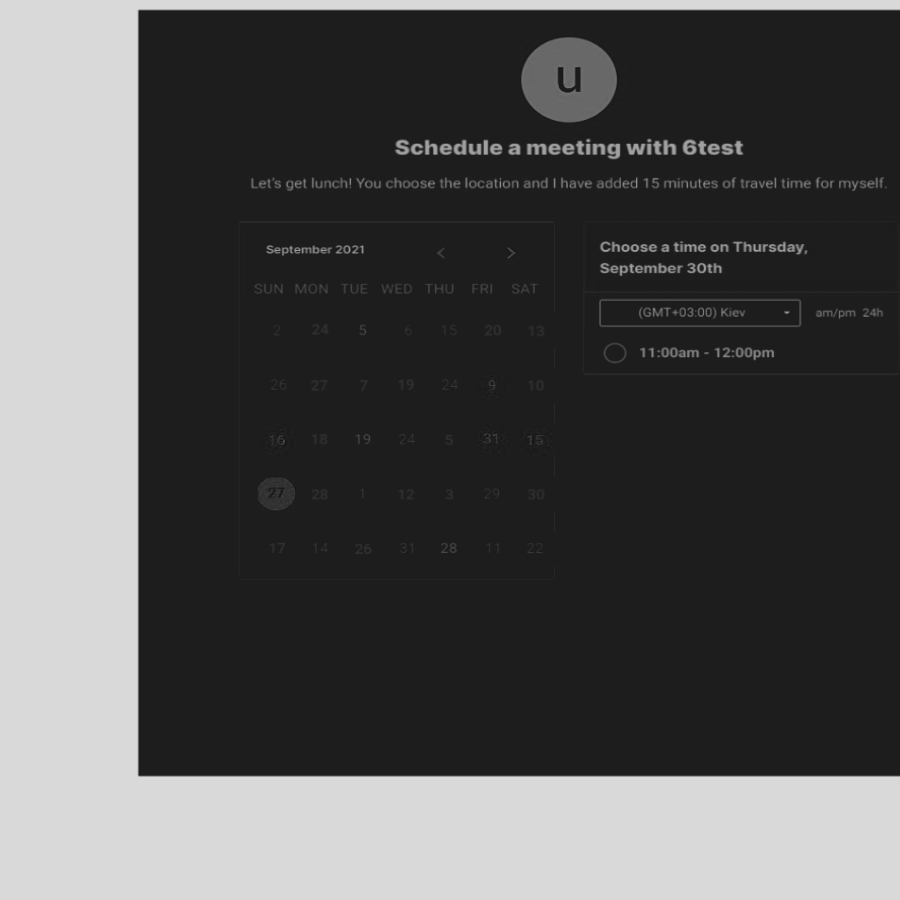 u
Schedule a meeting with 6test
Let's get lunch! You choose the location and I have added 15 minutes of travel time for myself.
September 2021 < >
SUN MON TUE WED THU FRI SAT
2 24 5 6 15 20 13
26 27 7 19 24 9 10
16 18 19 24 5 31 15
27 28 1 12 3 29 30
17 14 26 31 28 11 22
Choose a time on Thursday,
September 30th
(GMT+03:00) Kiev am/pm 24h
11:00am - 12:00pm